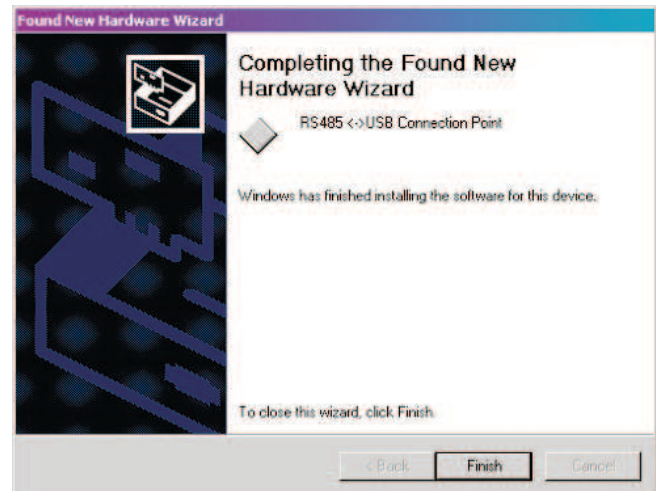 Found New Hardware Wizard
Completing the Found New
Hardware Wizard
RS485 <->USB Connection Point
Windows has finished installing the software for this device.
To close this wizard, click Finish.
< Back
Finish
Cancel